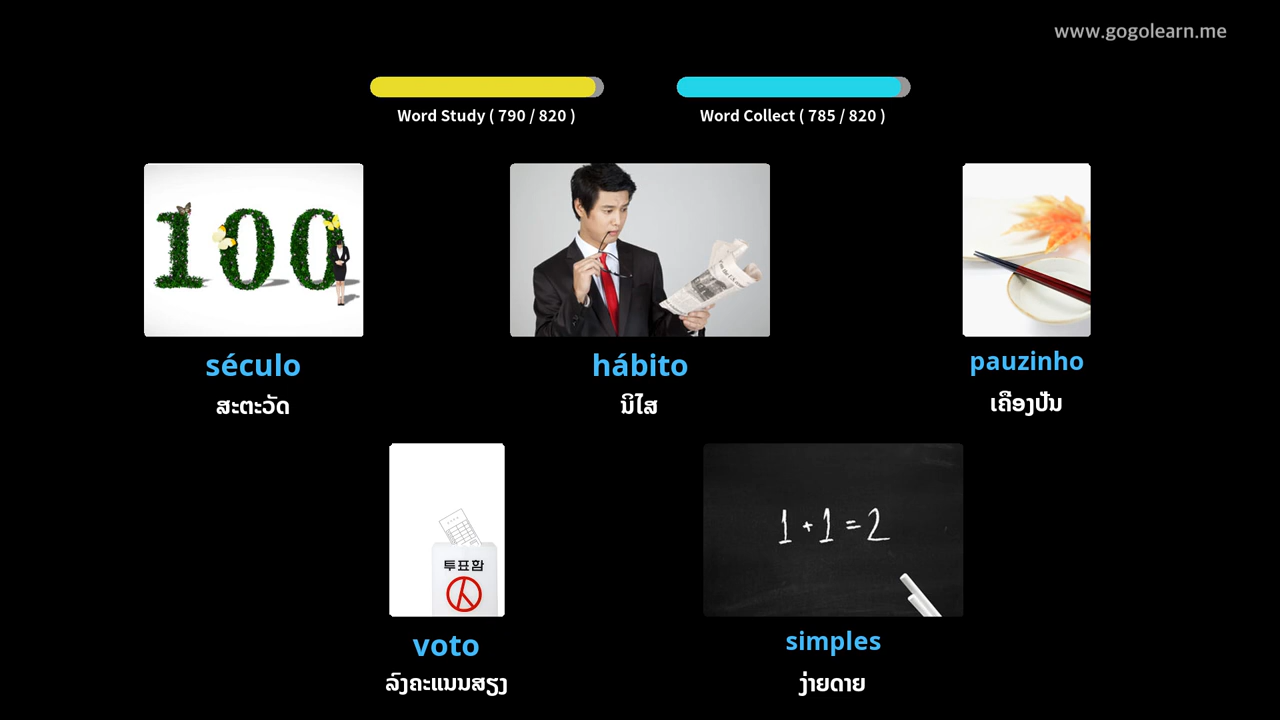 www.gogolearn.me
Word Study ( 790 / 820 )
Word Collect ( 785 / 820 )
100
século
ສະຕະວັດ
hábito
ນິໄສ
pauzinho
ເຄືອງປັ່ນ
투표함
voto
ລົງຄະແນນສຽງ
1 + 1 = 2
simples
ງ່າຍດາຍ